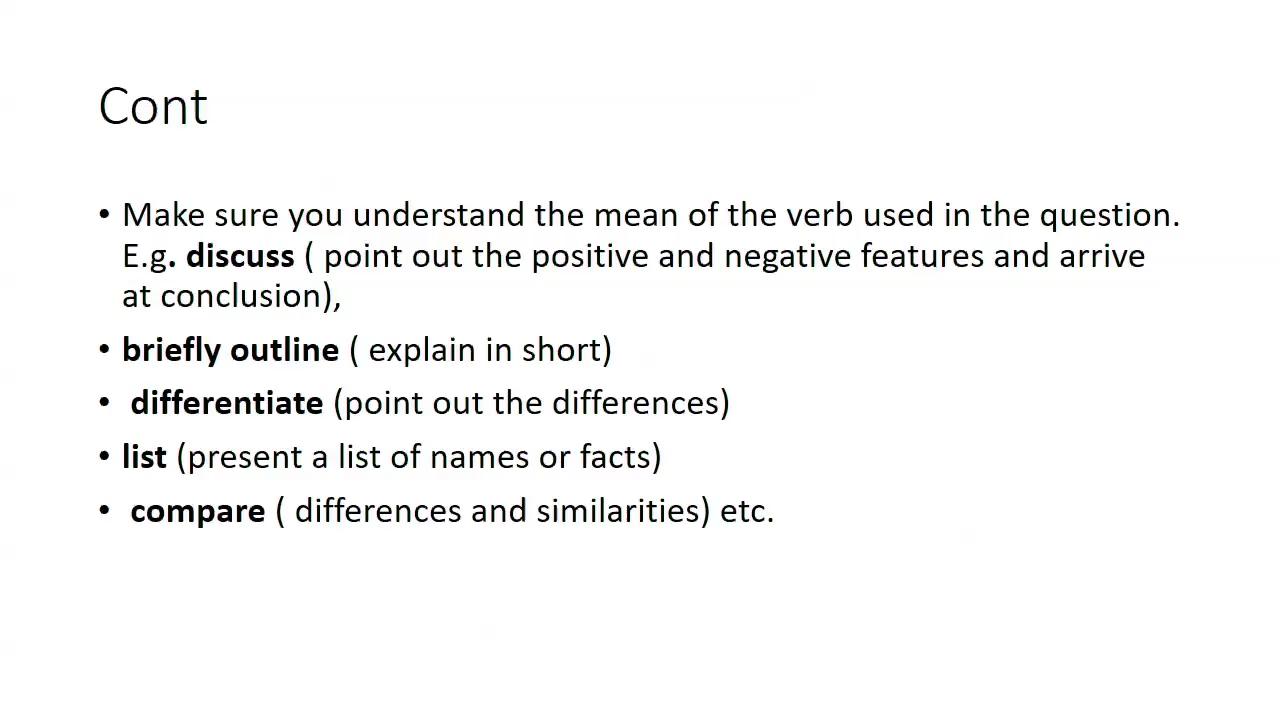 Cont
• Make sure you understand the mean of the verb used in the question.
E.g. discuss ( point out the positive and negative features and arrive
at conclusion),
• briefly outline ( explain in short)
• differentiate (point out the differences)
• list (present a list of names or facts)
• compare ( differences and similarities) etc.